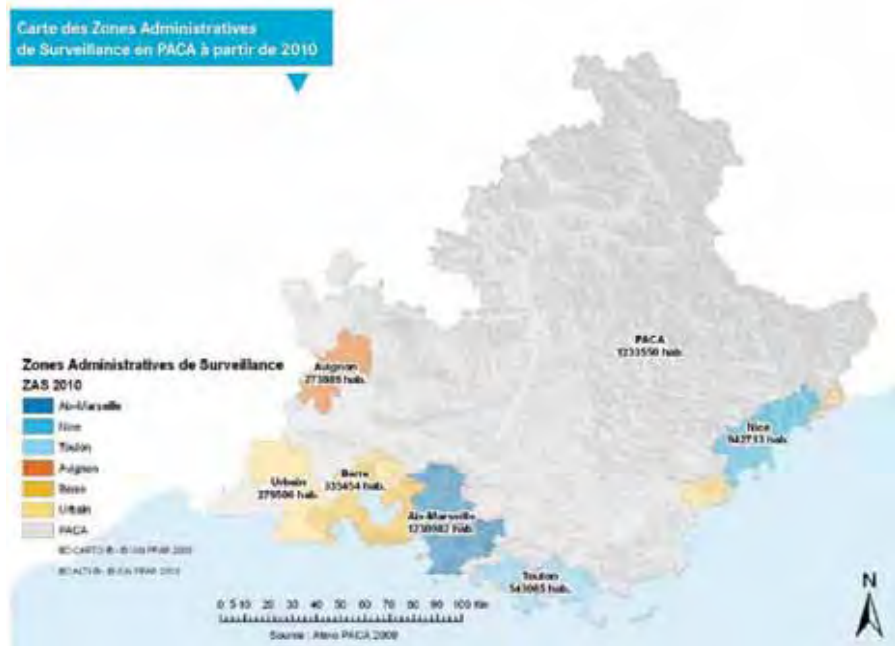 Carte des Zones Administratives
de Surveillance en PACA à partir de 2010
PACA
1233550 hab.
Avignon
hab.
Nice
942713 hab.
Urbain
hab.
Berre
335454 hab.
Aix-Marseille
hab.
Toulon
hab.
Zones Administratives de Surveillance
ZAS 2010
Aix-Marseille
Nice
Toulon
Avignon
Berre
Urbain
PACA
0 5 10 20 30 40 50 60 70 80 90 100 Km
Source : Atmo PACA 2009
N